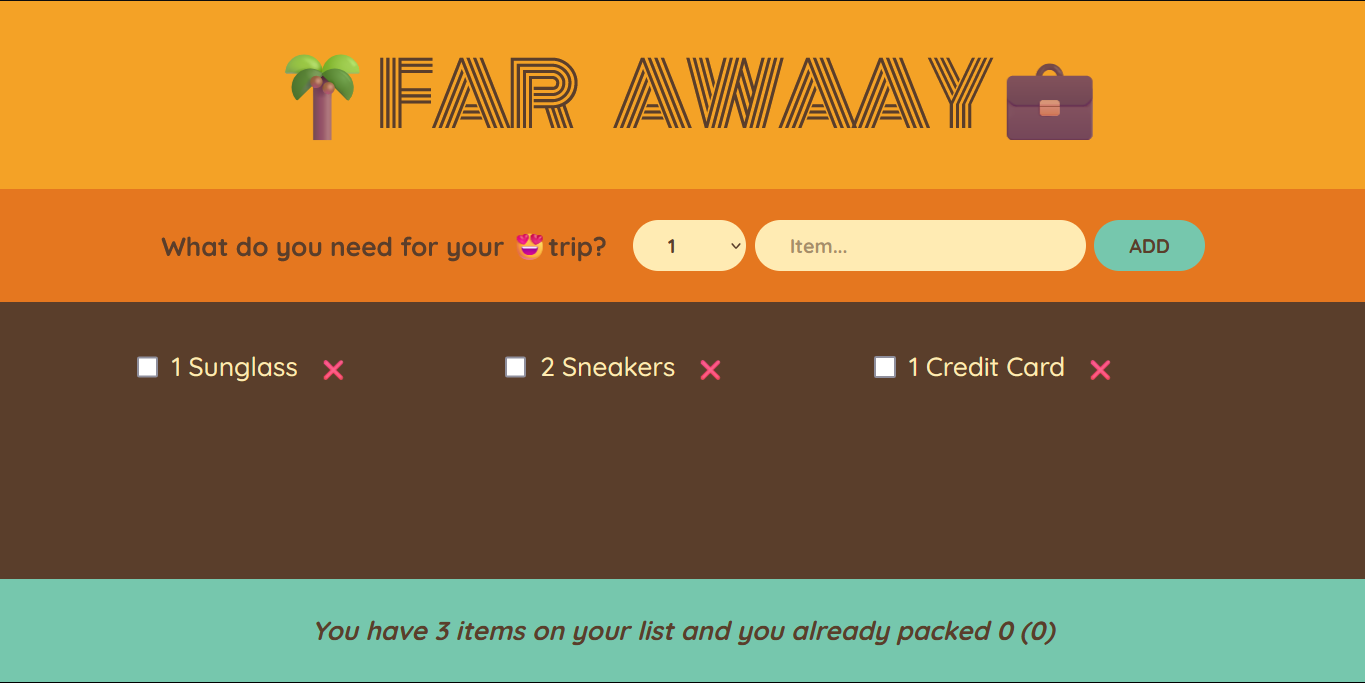 FAR AWAAY
What do you need for your 😍 trip? 1 Item... ADD
1 Sunglass ❌ 2 Sneakers ❌ 1 Credit Card ❌
You have 3 items on your list and you already packed 0 (0)